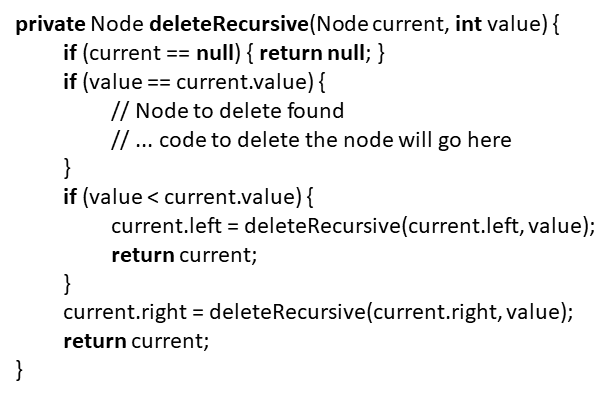 private Node deleteRecursive(Node current, int value) {
if (current == null) { return null; }
if (value == current.value) {
// Node to delete found
// ... code to delete the node will go here
}
if (value < current.value) {
current.left = deleteRecursive(current.left, value);
return current;
}
current.right = deleteRecursive(current.right, value);
return current;
}